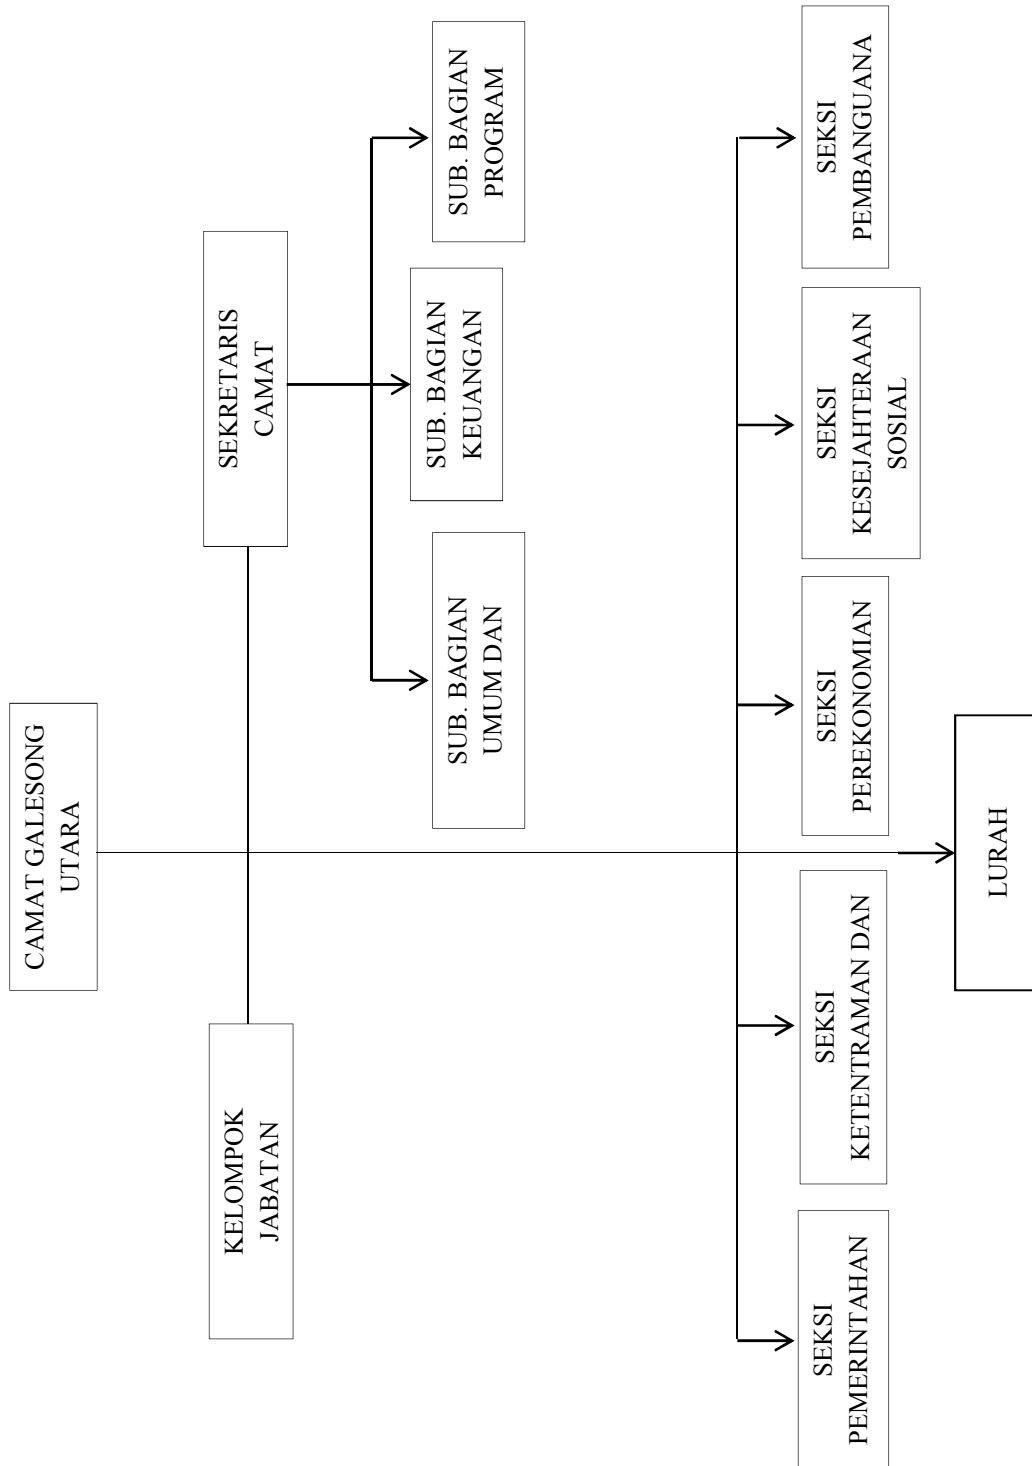 CAMAT GALESONG
UTARA
KELOMPOK
JABATAN
SEKRETARIS
CAMAT
SUB. BAGIAN
UMUM DAN
SUB. BAGIAN
KEUANGAN
SUB. BAGIAN
PROGRAM
SEKSI
PEMERINTAHAN
SEKSI
KETENTRAMAN DAN
SEKSI
PEREKONOMIAN
SEKSI
KESEJAHTERAAN
SOSIAL
SEKSI
PEMBANGUANA
LURAH